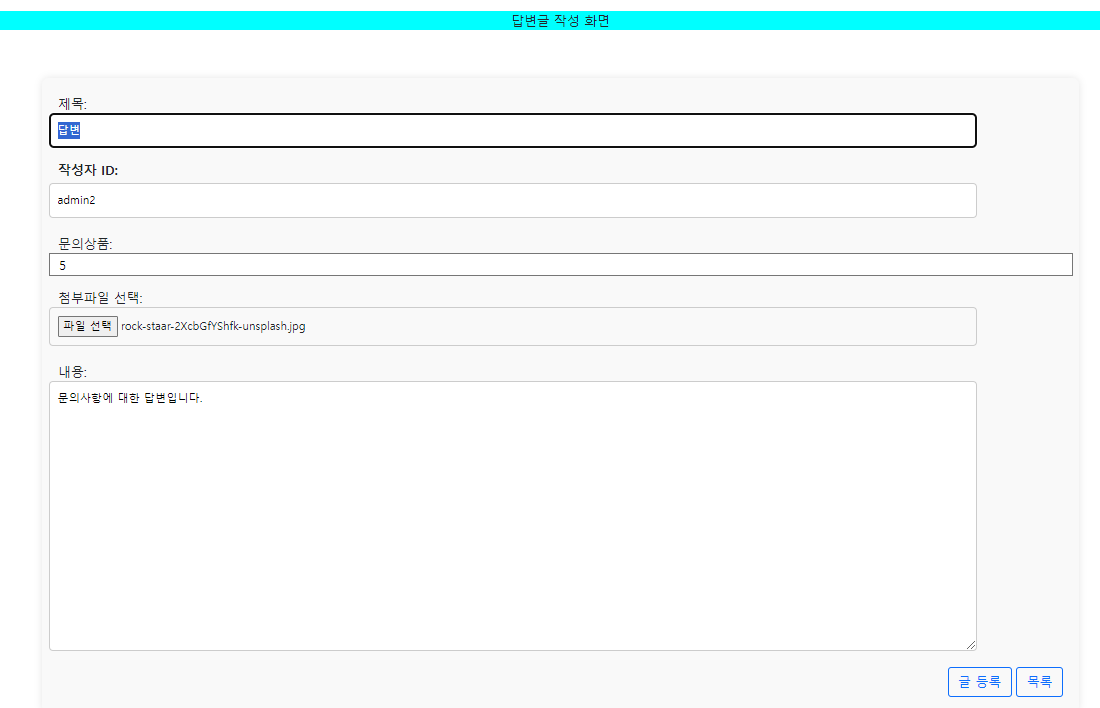 답변글 작성 화면
제목:
답변
작성자 ID:
admin2
문의상품:
5
첨부파일 선택:
파일 선택 rock-staar-2XcbGfYShfk-unsplash.jpg
내용:
문의사항에 대한 답변입니다.
글 등록 목록